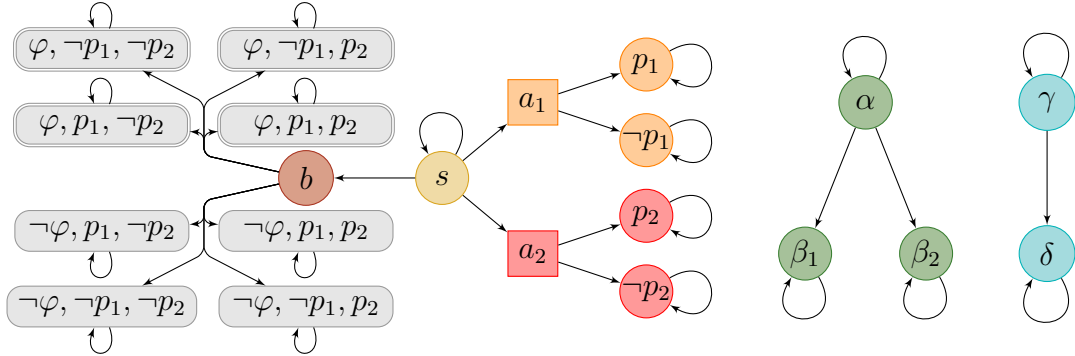 φ, ¬p₁, ¬p₂
φ, ¬p₁, p₂
φ, p₁, ¬p₂
φ, p₁, p₂
b
¬φ, p₁, ¬p₂
¬φ, p₁, p₂
¬φ, ¬p₁, ¬p₂
¬φ, ¬p₁, p₂
s
a₁
a₂
p₁
¬p₁
p₂
¬p₂
α
β₁
β₂
γ
δ